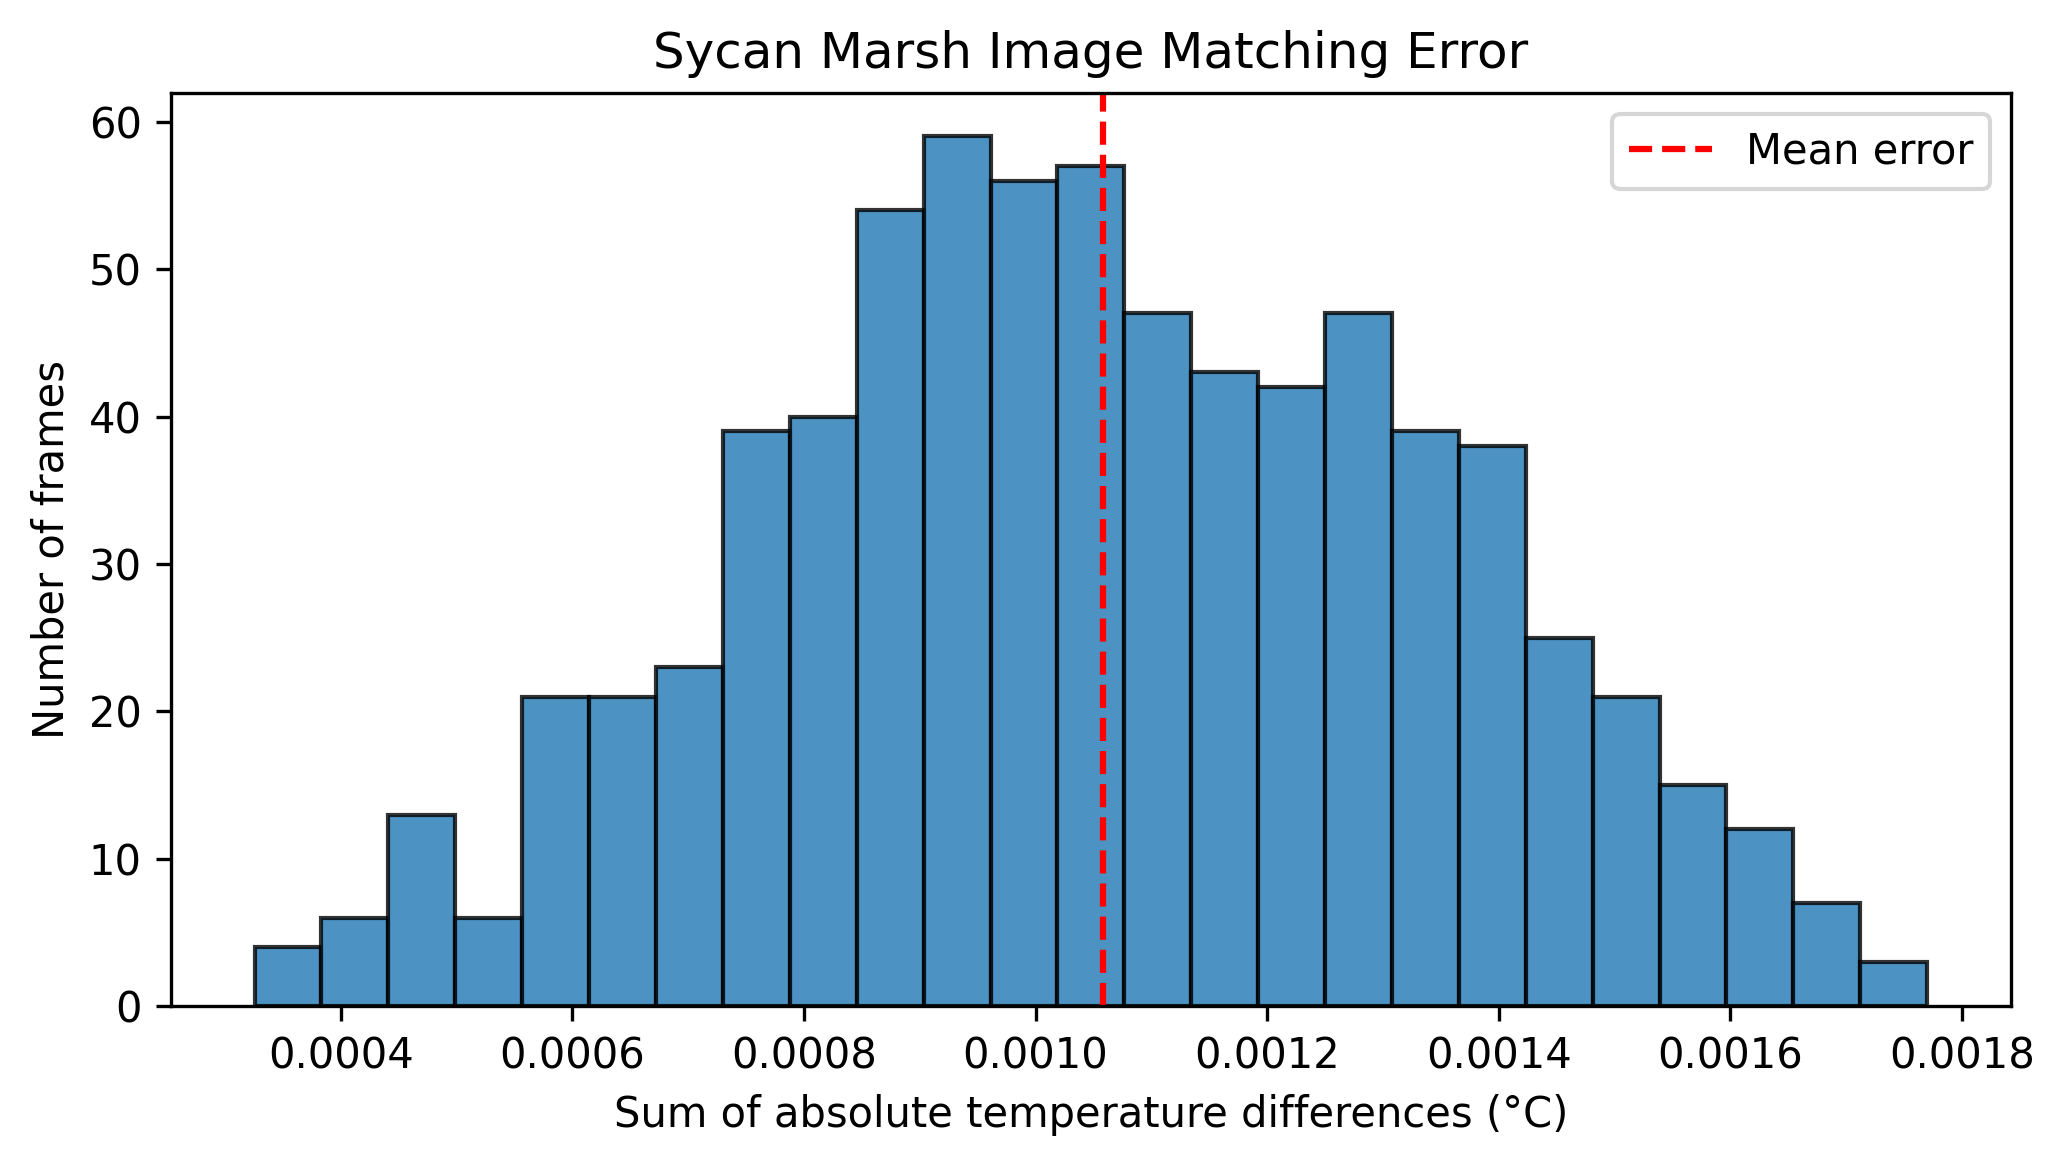 Sycan Marsh Image Matching Error
Mean error
Number of frames
60
50
40
30
20
10
0
0.0004 0.0006 0.0008 0.0010 0.0012 0.0014 0.0016 0.0018
Sum of absolute temperature differences (°C)